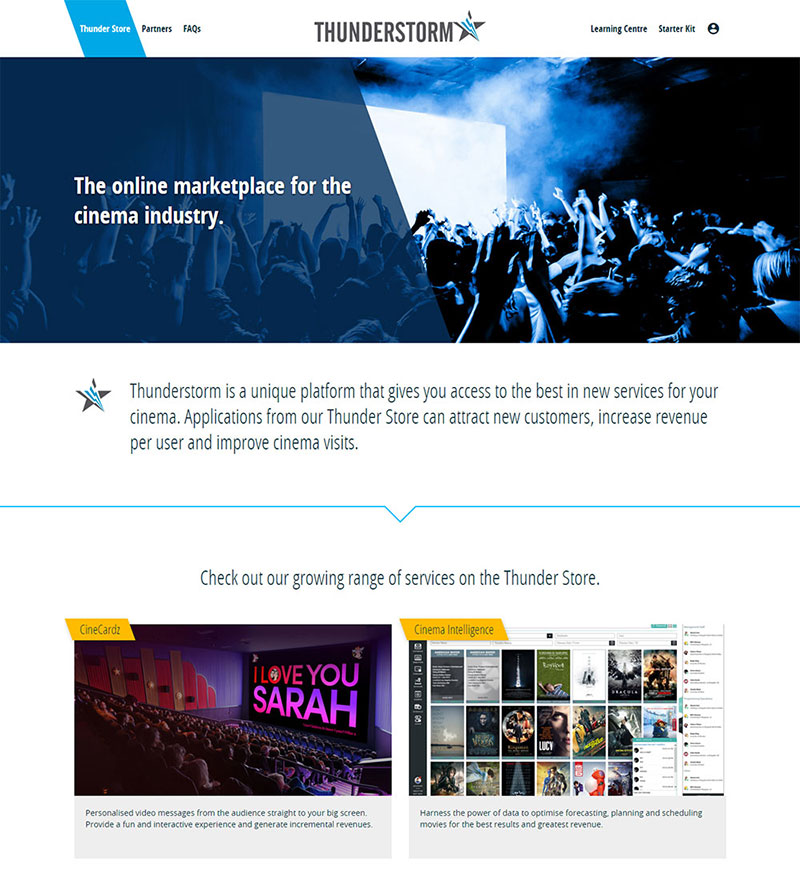 Thunder Store Partners FAQs THUNDERSTORM Learning Centre Starter Kit
The online marketplace for the
cinema industry.
Thunderstorm is a unique platform that gives you access to the best in new services for your
cinema. Applications from our Thunder Store can attract new customers, increase revenue
per user and improve cinema visits.
Check out our growing range of services on the Thunder Store.
CineCardz
I LOVE YOU
SARAH
Personalised video messages from the audience straight to your big screen.
Provide a fun and interactive experience and generate incremental revenues.
Cinema Intelligence
DRACULA
LUCY
Harness the power of data to optimise forecasting, planning and scheduling
movies for the best results and greatest revenue.